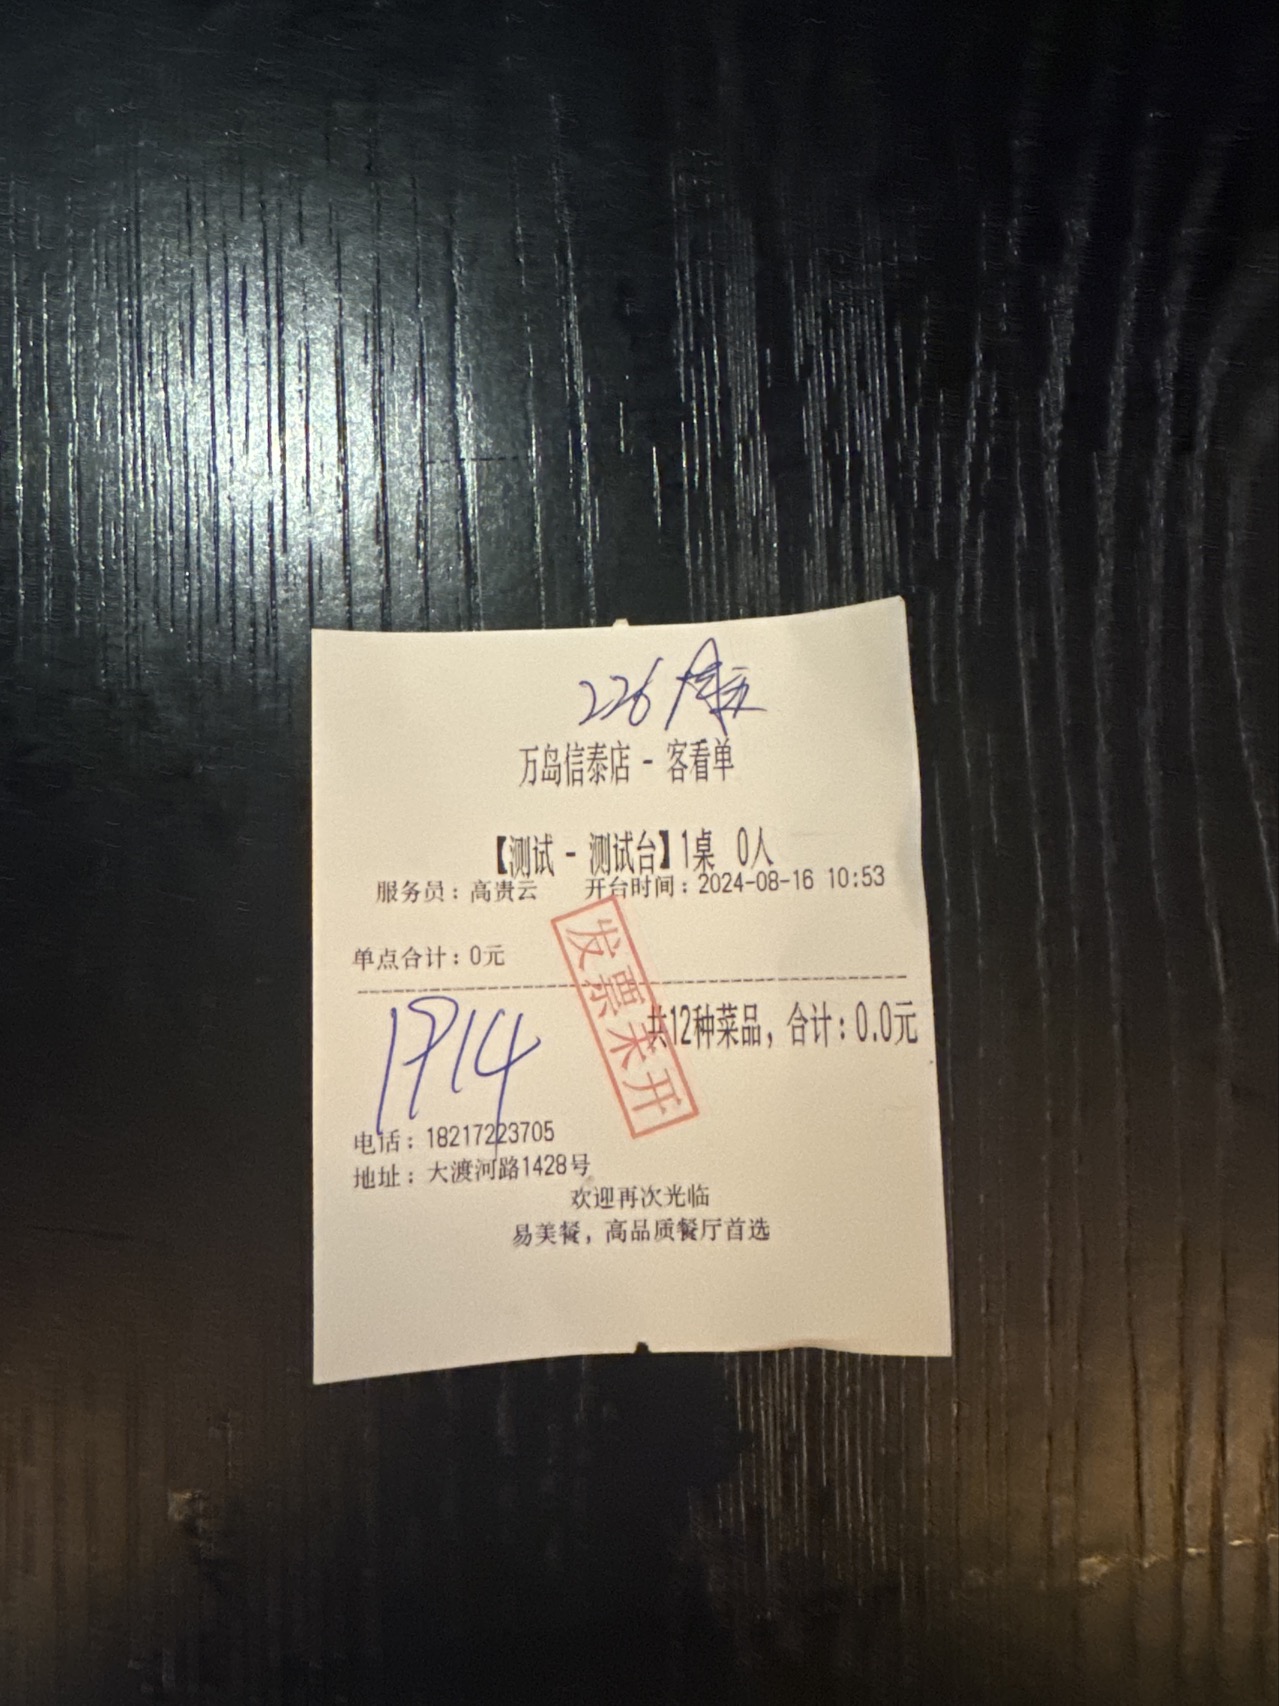 226
万岛信泰店 - 客看单
【测试 - 测试台】1桌 0人
服务员：高贵云 开台时间：2024-08-16 10:53
单点合计：0元
发票未开
共12种菜品，合计：0.0元
1914
电话：18217223705
地址：大渡河路1428号
欢迎再次光临
易美餐，高品质餐厅首选